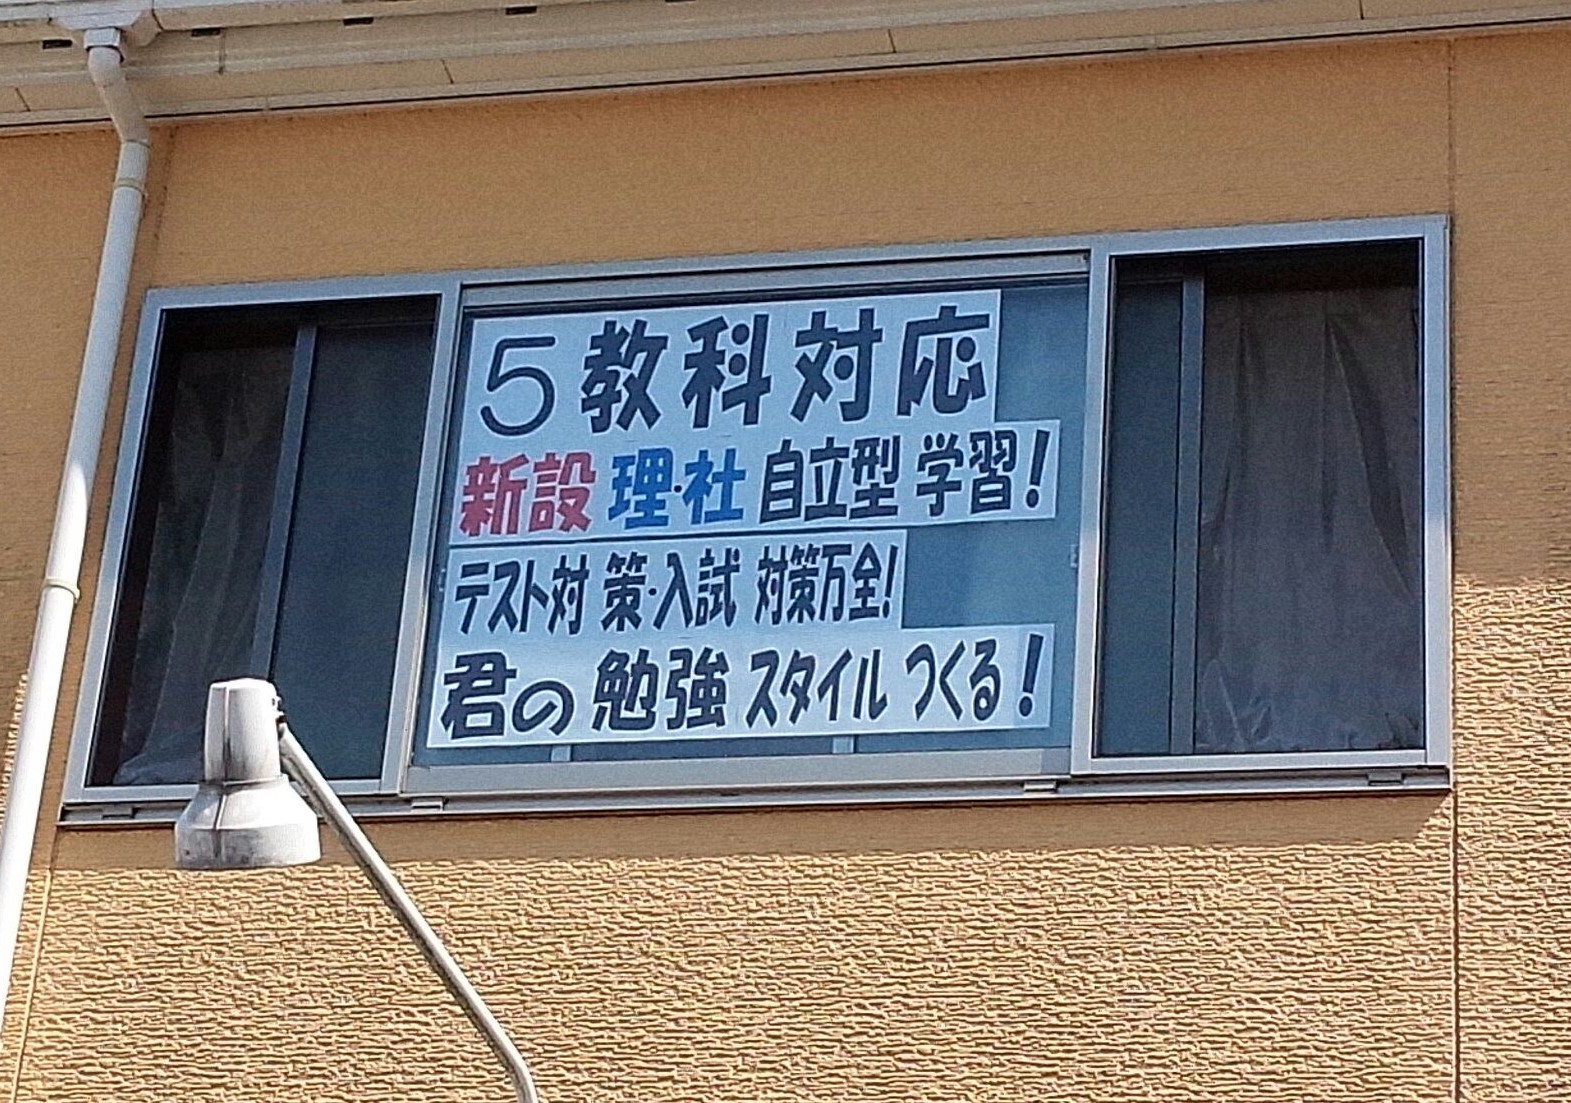 5教科対応
新設 理・社 自立型 学習!
テスト対策・入試 対策万全!
君の 勉強 スタイル つくる!